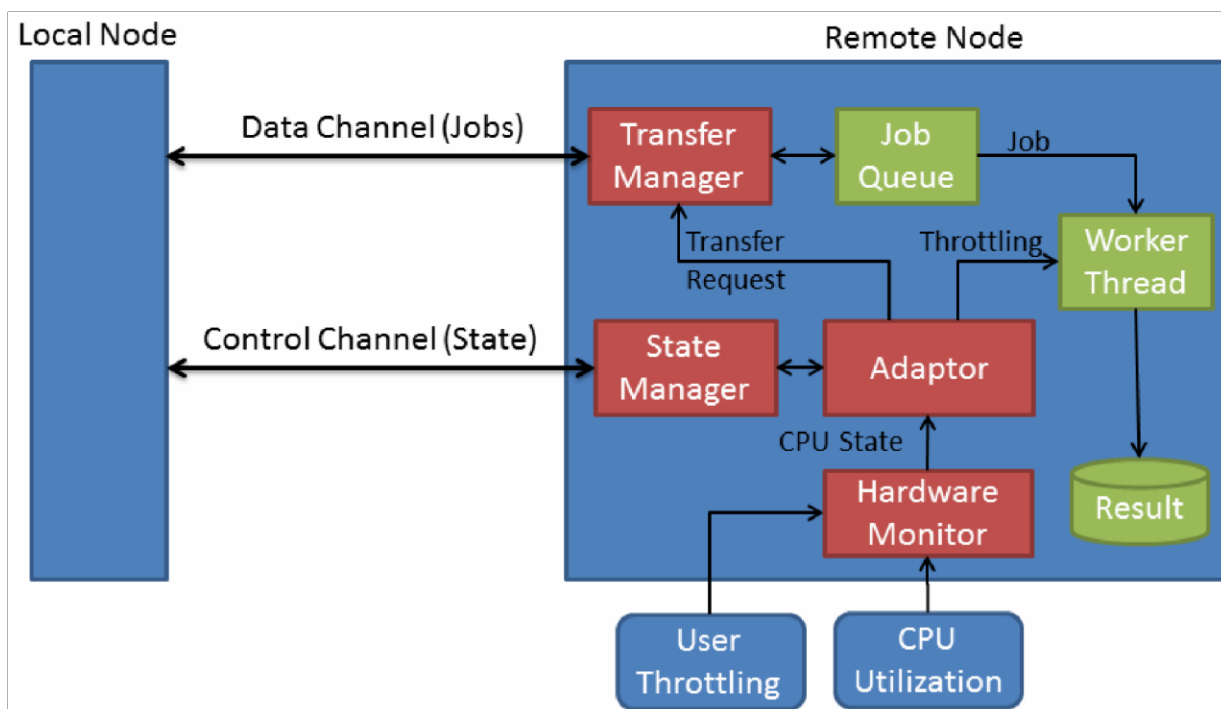 Local Node
Remote Node
Data Channel (Jobs)
Transfer
Manager
Job
Queue
Job
Transfer
Request
Throttling
Worker
Thread
Control Channel (State)
State
Manager
Adaptor
CPU State
Hardware
Monitor
Result
User
Throttling
CPU
Utilization